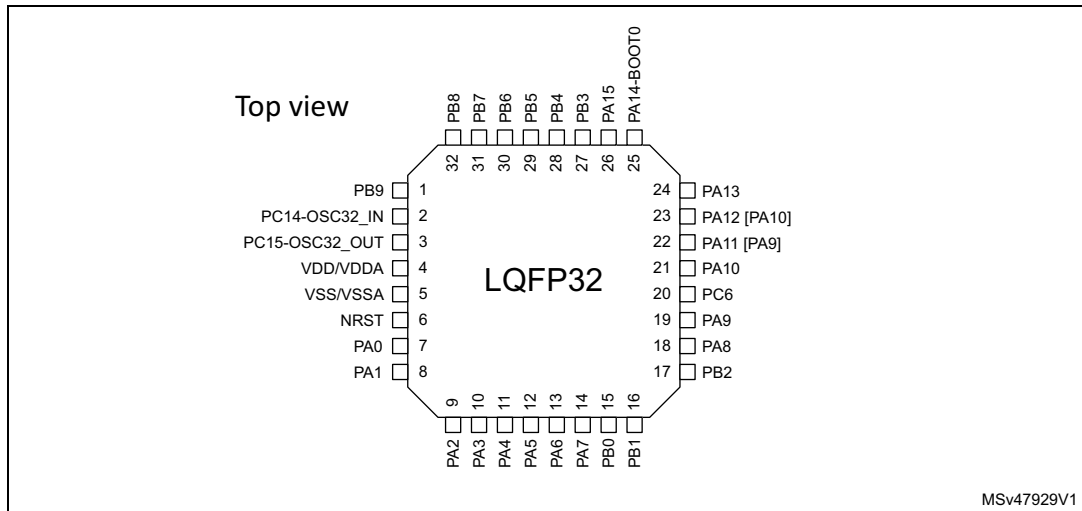 Top view
PB8
PB7
PB6
PB5
PB4
PB3
PA15
PA14-BOOT0
32
31
30
29
28
27
26
25
PB9 1
PC14-OSC32_IN 2
PC15-OSC32_OUT 3
VDD/VDDA 4
VSS/VSSA 5
NRST 6
PA0 7
PA1 8
LQFP32
24 PA13
23 PA12 [PA10]
22 PA11 [PA9]
21 PA10
20 PC6
19 PA9
18 PA8
17 PB2
9
10
11
12
13
14
15
16
PA2
PA3
PA4
PA5
PA6
PA7
PB0
PB1
MSv47929V1